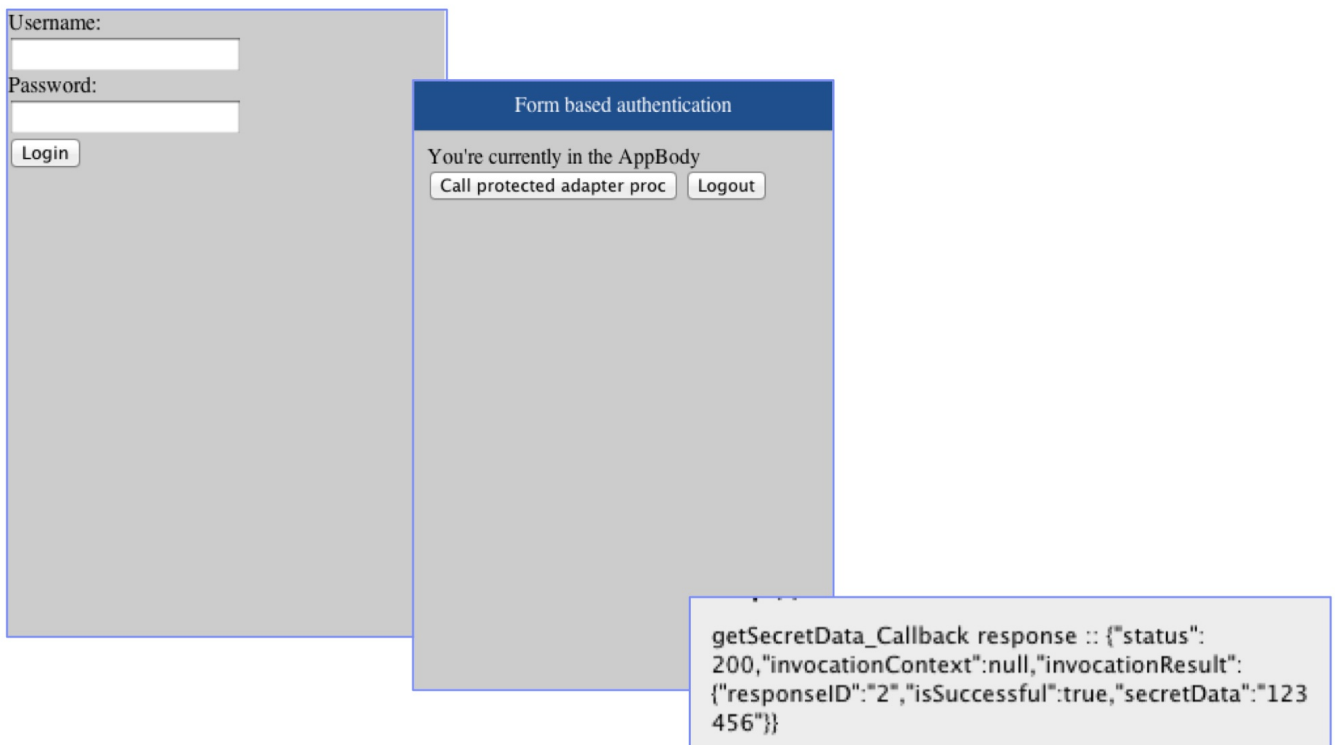 Username:
Password:
Login
Form based authentication
You're currently in the AppBody
Call protected adapter proc Logout
getSecretData_Callback response :: {"status":
200,"invocationContext":null,"invocationResult":
{"responseID":"2","isSuccessful":true,"secretData":"123
456"}}